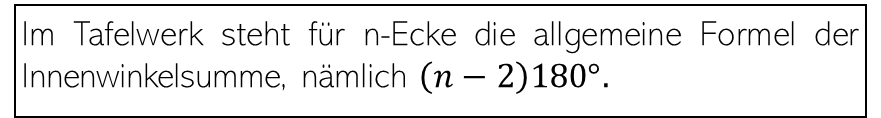 Im Tafelwerk steht für n-Ecke die allgemeine Formel der
Innenwinkelsumme, nämlich (n − 2)180°.